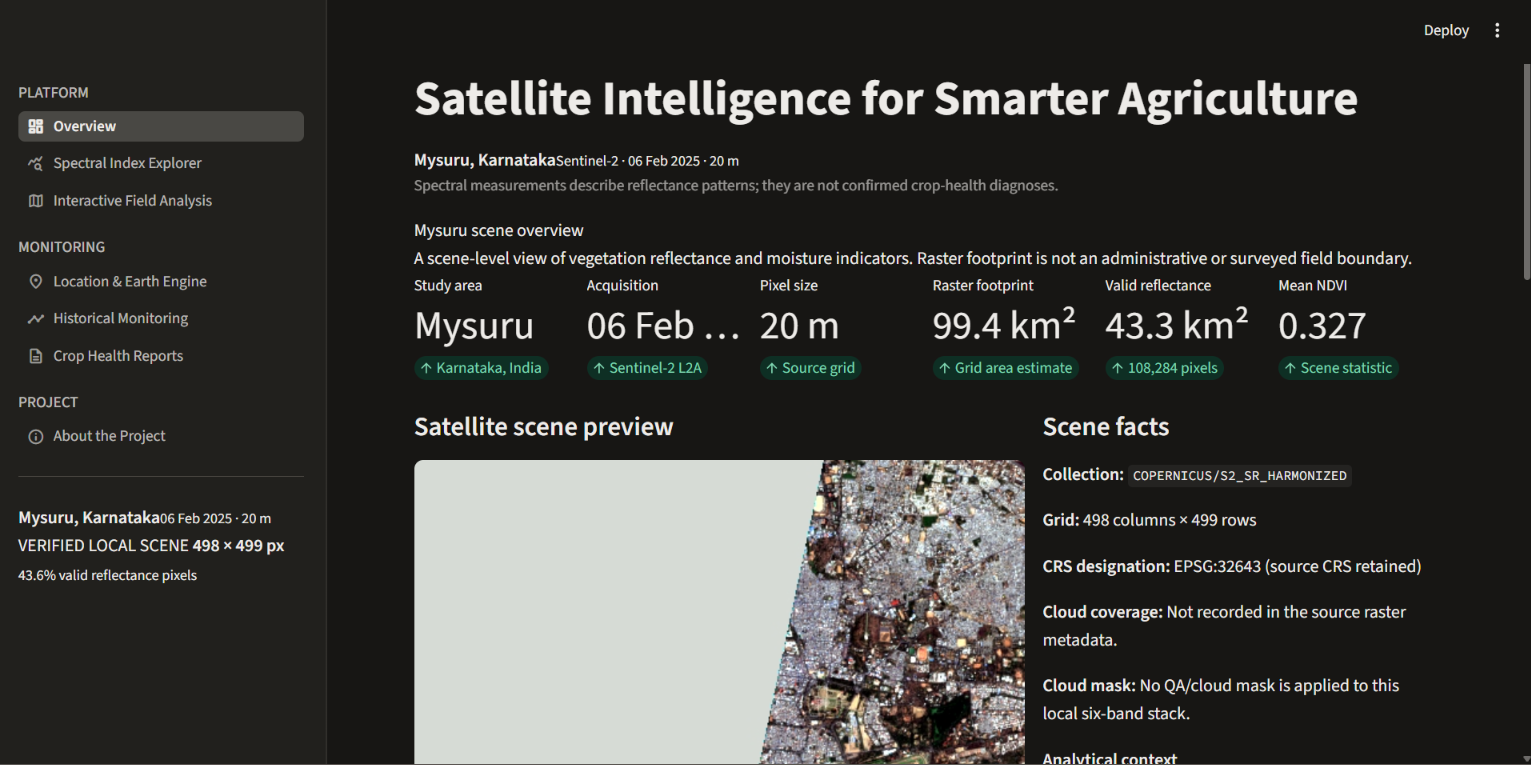 Deploy
PLATFORM
Overview
Spectral Index Explorer
Interactive Field Analysis
MONITORING
Location & Earth Engine
Historical Monitoring
Crop Health Reports
PROJECT
About the Project
Mysuru, Karnataka06 Feb 2025 · 20 m
VERIFIED LOCAL SCENE 498 × 499 px
43.6% valid reflectance pixels
Satellite Intelligence for Smarter Agriculture
Mysuru, KarnatakaSentinel-2 · 06 Feb 2025 · 20 m
Spectral measurements describe reflectance patterns; they are not confirmed crop-health diagnoses.
Mysuru scene overview
A scene-level view of vegetation reflectance and moisture indicators. Raster footprint is not an administrative or surveyed field boundary.
Study area
Mysuru
↑ Karnataka, India
Acquisition
06 Feb …
↑ Sentinel-2 L2A
Pixel size
20 m
↑ Source grid
Raster footprint
99.4 km²
↑ Grid area estimate
Valid reflectance
43.3 km²
↑ 108,284 pixels
Mean NDVI
0.327
↑ Scene statistic
Satellite scene preview
Scene facts
Collection: COPERNICUS/S2_SR_HARMONIZED
Grid: 498 columns × 499 rows
CRS designation: EPSG:32643 (source CRS retained)
Cloud coverage: Not recorded in the source raster
metadata.
Cloud mask: No QA/cloud mask is applied to this
local six-band stack.
Analytical context